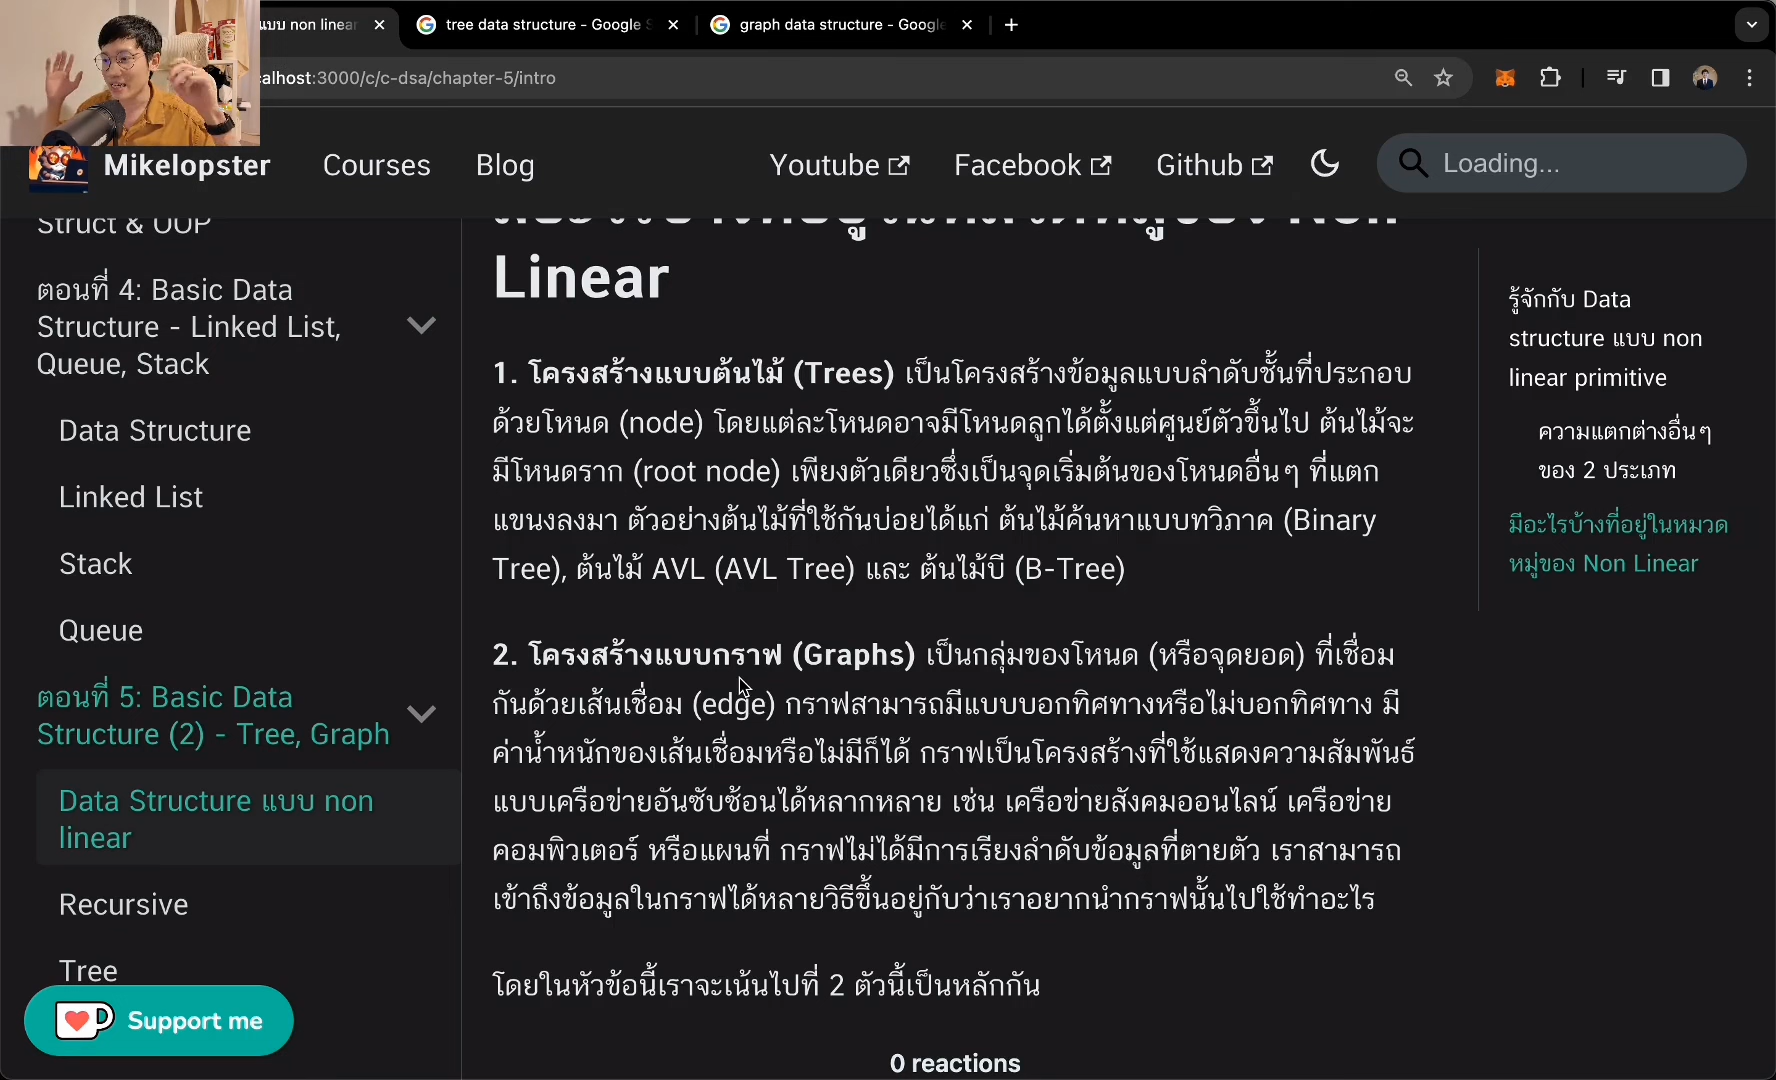 แบบ non linear
tree data structure - Google S
graph data structure - Google
alhost:3000/c/c-dsa/chapter-5/intro
Mikelopster
Courses
Blog
Youtube
Facebook
Github
Loading...
Struct & OOP
ตอนที่ 4: Basic Data
Structure - Linked List,
Queue, Stack
Data Structure
Linked List
Stack
Queue
ตอนที่ 5: Basic Data
Structure (2) - Tree, Graph
Data Structure แบบ non
linear
Recursive
Tree
Support me
มีอะไรบ้างที่อยู่ในหมวดหมู่ของ Non
Linear
1. โครงสร้างแบบต้นไม้ (Trees) เป็นโครงสร้างข้อมูลแบบลำดับชั้นที่ประกอบ
ด้วยโหนด (node) โดยแต่ละโหนดอาจมีโหนดลูกได้ตั้งแต่ศูนย์ตัวขึ้นไป ต้นไม้จะ
มีโหนดราก (root node) เพียงตัวเดียวซึ่งเป็นจุดเริ่มต้นของโหนดอื่นๆ ที่แตก
แขนงลงมา ตัวอย่างต้นไม้ที่ใช้กันบ่อยได้แก่ ต้นไม้ค้นหาแบบทวิภาค (Binary
Tree), ต้นไม้ AVL (AVL Tree) และ ต้นไม้บี (B-Tree)
2. โครงสร้างแบบกราฟ (Graphs) เป็นกลุ่มของโหนด (หรือจุดยอด) ที่เชื่อม
กันด้วยเส้นเชื่อม (edge) กราฟสามารถมีแบบบอกทิศทางหรือไม่บอกทิศทาง มี
ค่าน้ำหนักของเส้นเชื่อมหรือไม่มีก็ได้ กราฟเป็นโครงสร้างที่ใช้แสดงความสัมพันธ์
แบบเครือข่ายอันซับซ้อนได้หลากหลาย เช่น เครือข่ายสังคมออนไลน์ เครือข่าย
คอมพิวเตอร์ หรือแผนที่ กราฟไม่ได้มีการเรียงลำดับข้อมูลที่ตายตัว เราสามารถ
เข้าถึงข้อมูลในกราฟได้หลายวิธีขึ้นอยู่กับว่าเราอยากนำกราฟนั้นไปใช้ทำอะไร
โดยในหัวข้อนี้เราจะเน้นไปที่ 2 ตัวนี้เป็นหลักกัน
0 reactions
รู้จักกับ Data
structure แบบ non
linear primitive
ความแตกต่างอื่นๆ
ของ 2 ประเภท
มีอะไรบ้างที่อยู่ในหมวด
หมู่ของ Non Linear